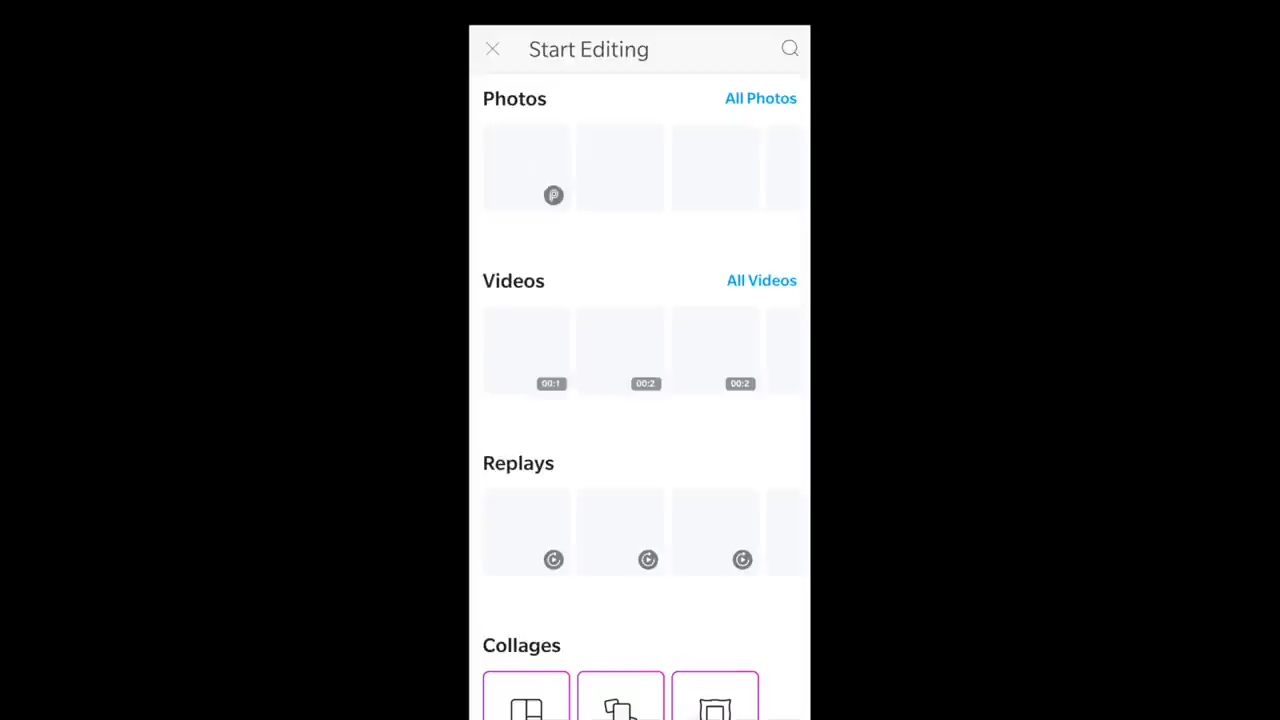 Start Editing
Photos
All Photos
Videos
All Videos
00:1
00:2
00:2
Replays
Collages